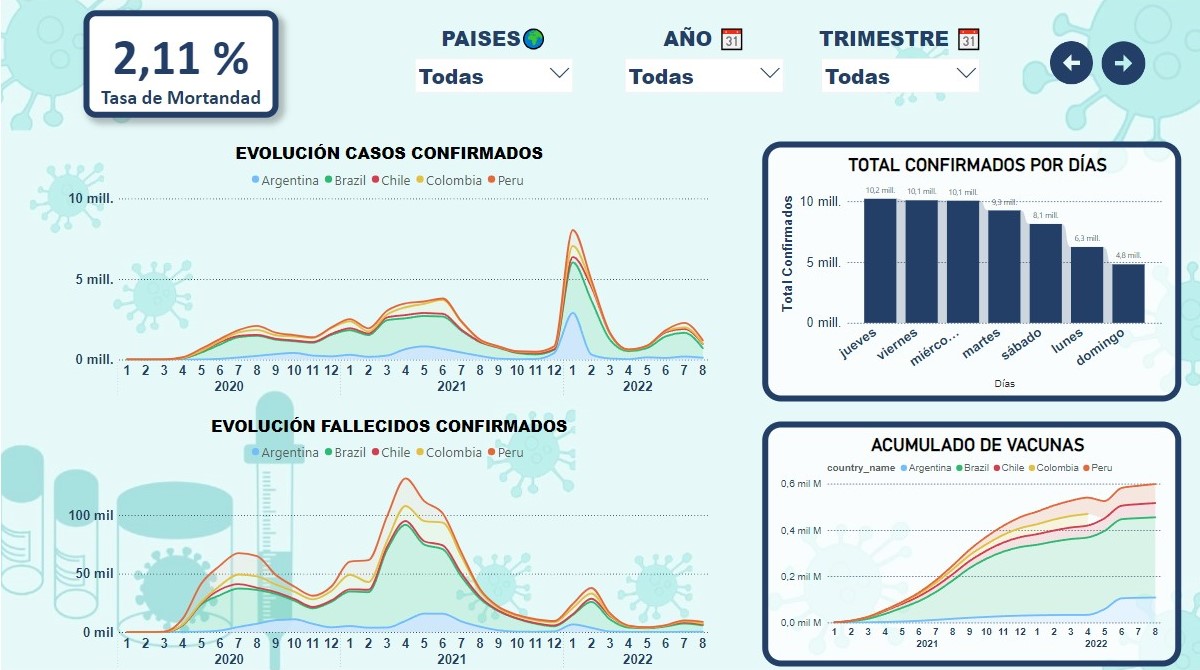 2,11 %
Tasa de Mortandad
PAISES
Todas
AÑO 31
Todas
TRIMESTRE 31
Todas
EVOLUCIÓN CASOS CONFIRMADOS
Argentina Brazil Chile Colombia Peru
10 mill.
5 mill.
0 mill.
1 2 3 4 5 6 7 8 9 10 11 12 1 2 3 4 5 6 7 8 9 10 11 12 1 2 3 4 5 6 7 8
2020 2021 2022
EVOLUCIÓN FALLECIDOS CONFIRMADOS
Argentina Brazil Chile Colombia Peru
100 mil
50 mil
0 mil
1 2 3 4 5 6 7 8 9 10 11 12 1 2 3 4 5 6 7 8 9 10 11 12 1 2 3 4 5 6 7 8
2020 2021 2022
TOTAL CONFIRMADOS POR DÍAS
Total Confirmados
10 mill.
5 mill.
0 mill.
10,2 mill. 10,1 mill. 10,1 mill. 9,3 mill. 8,1 mill. 6,3 mill. 4,8 mill.
jueves viernes miérco... martes sábado lunes domingo
Días
ACUMULADO DE VACUNAS
country_name Argentina Brazil Chile Colombia Peru
0,6 mil M
0,4 mil M
0,2 mil M
0,0 mil M
1 2 3 4 5 6 7 8 9 10 11 12 1 2 3 4 5 6 7 8
2021 2022